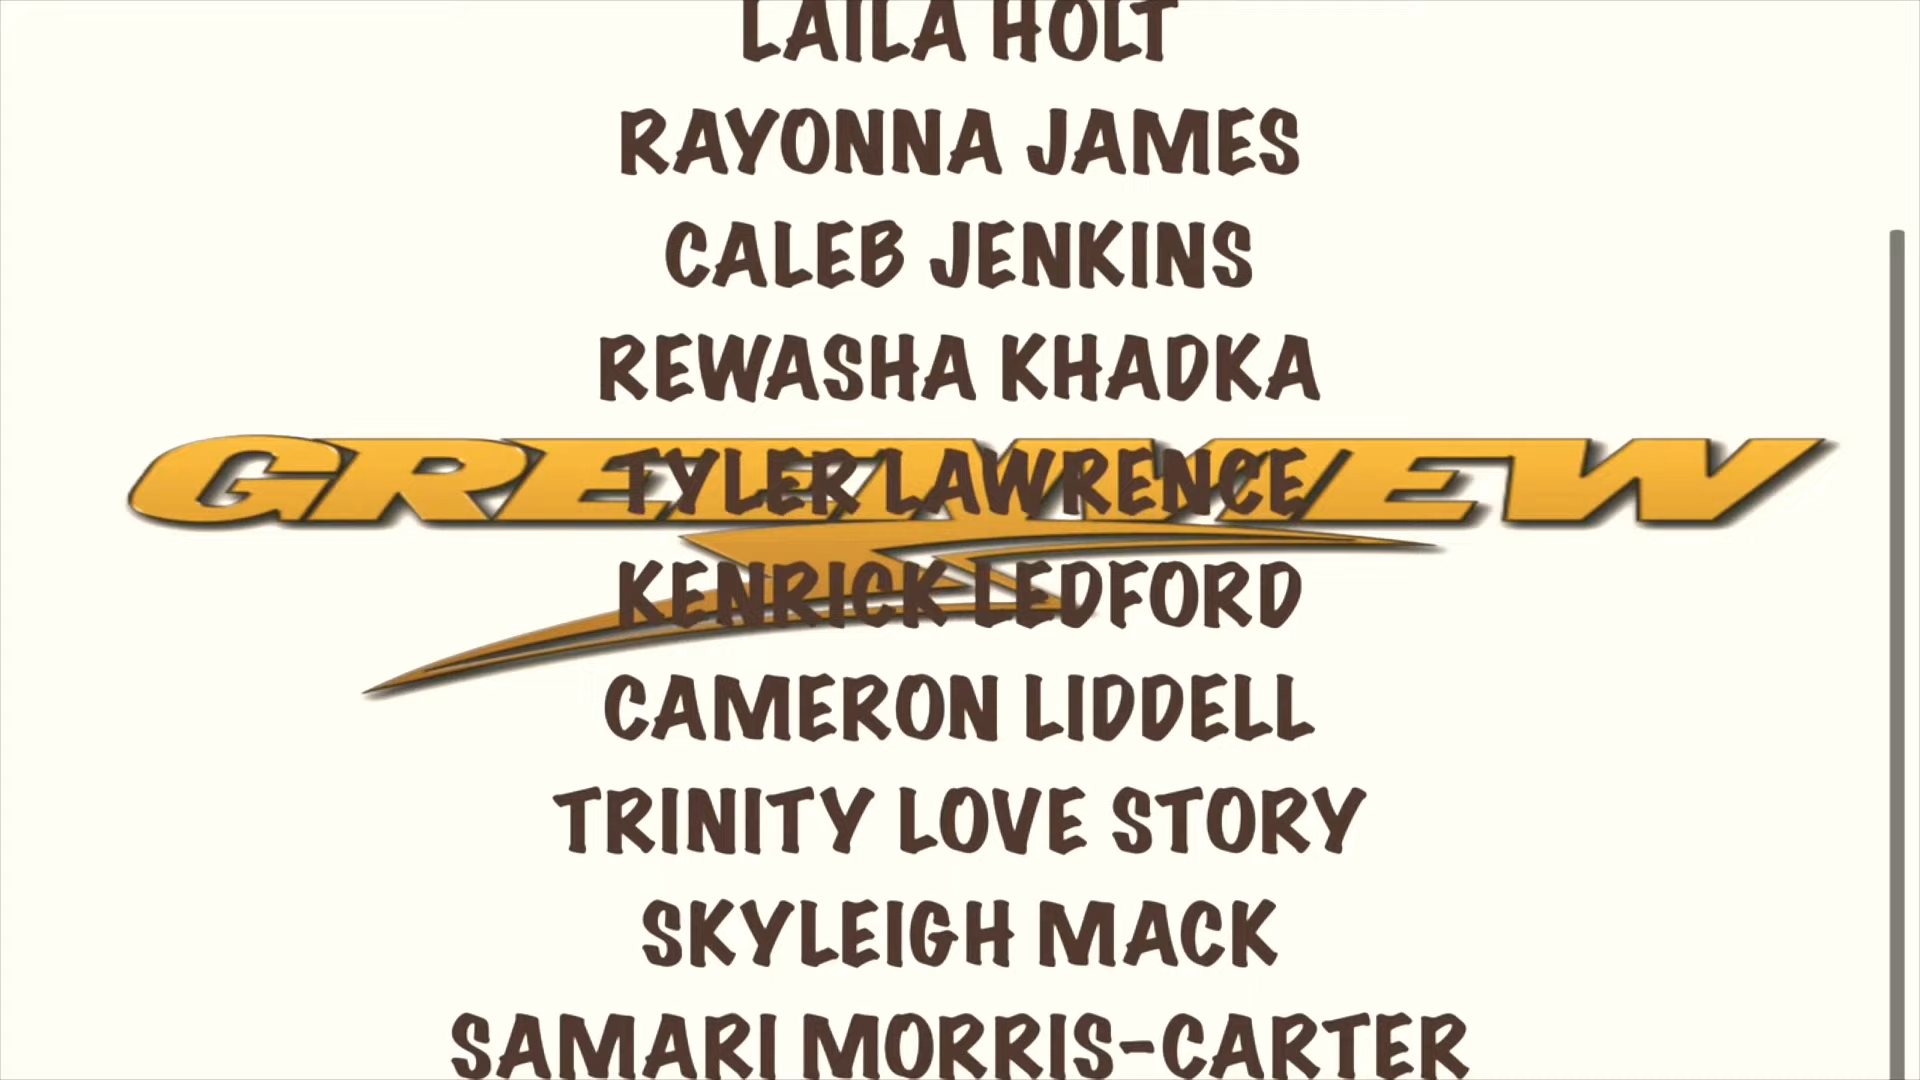 LAILA HOLT
RAYONNA JAMES
CALEB JENKINS
REWASHA KHADKA
GREENVIEW
TYLER LAWRENCE
KENRICK LEDFORD
CAMERON LIDDELL
TRINITY LOVE STORY
SKYLEIGH MACK
SAMARI MORRIS-CARTER